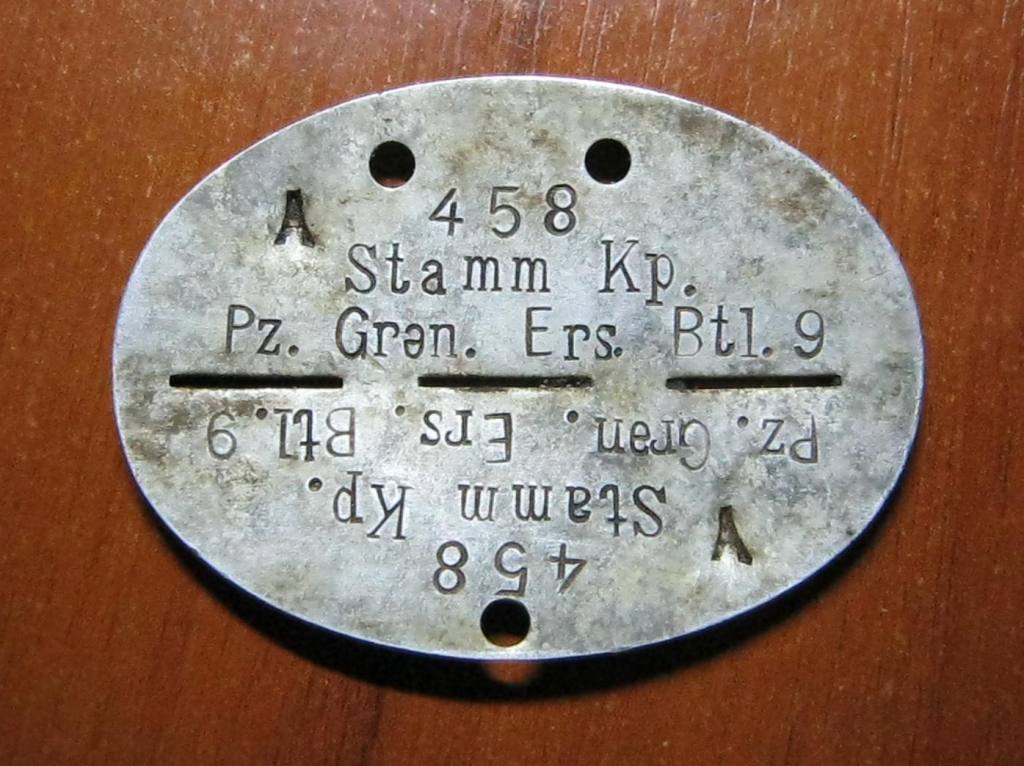 A 458
Stamm Kp.
Pz. Gren. Ers. Btl. 9
Pz. Gren. Ers. Btl. 9
Stamm Kp.
A 458